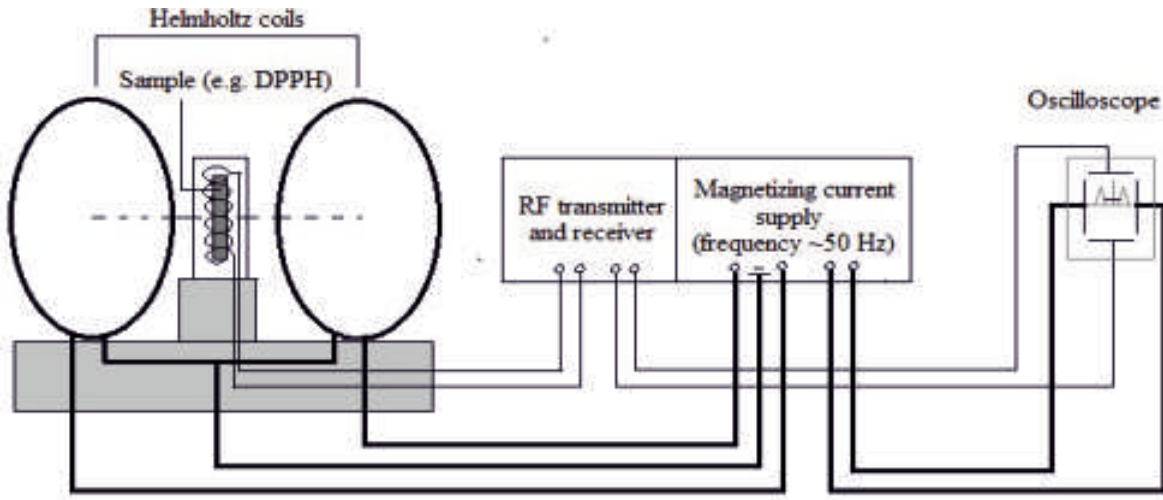 Helmholtz coils
Sample (e.g. DPPH)
Oscilloscope
RF transmitter
and receiver
Magnetizing current
supply
(frequency ~50 Hz)